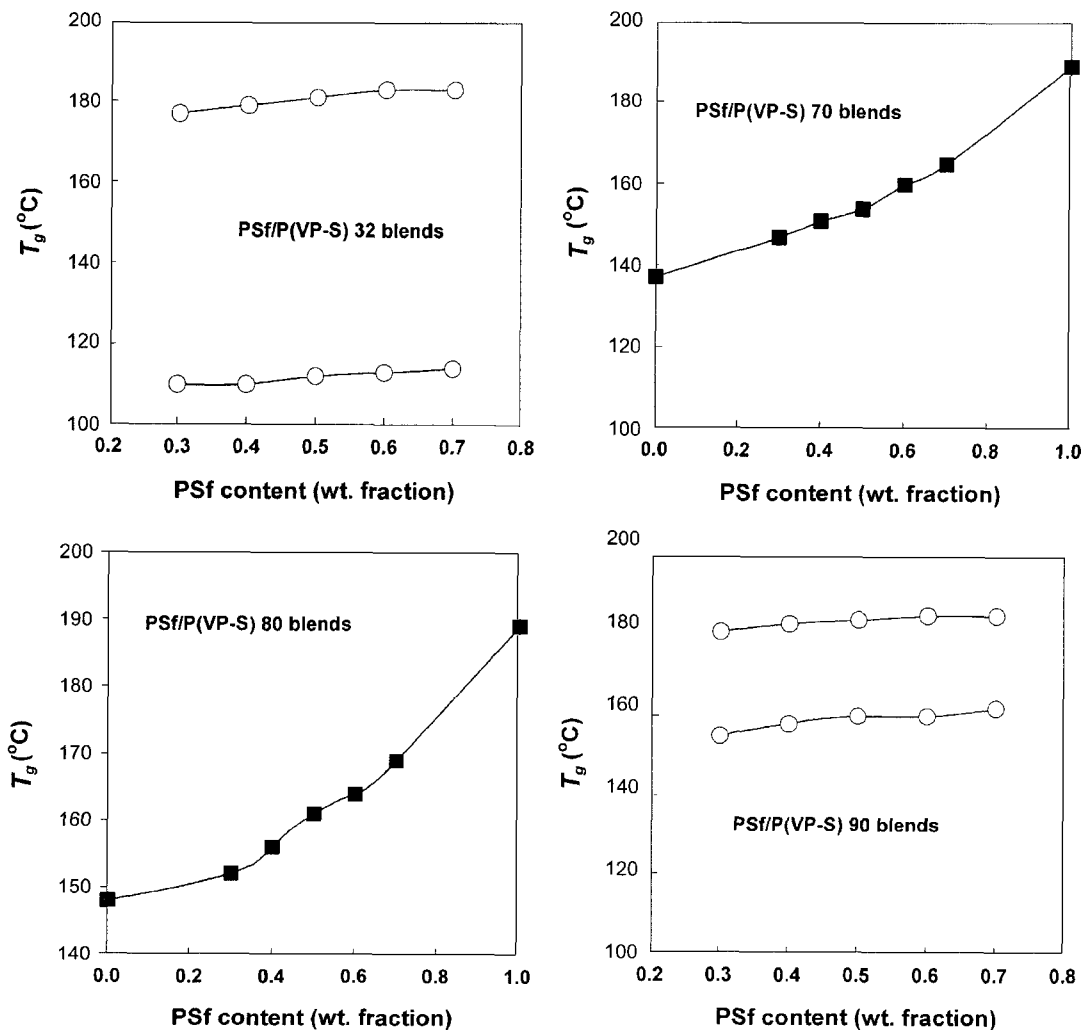 200
180
160
140
120
100
T_g (°C)
PSf/P(VP-S) 32 blends
0.2 0.3 0.4 0.5 0.6 0.7 0.8
PSf content (wt. fraction)
200
180
160
140
120
100
T_g (°C)
PSf/P(VP-S) 70 blends
0.0 0.2 0.4 0.6 0.8 1.0
PSf content (wt. fraction)
200
190
180
170
160
150
140
T_g (°C)
PSf/P(VP-S) 80 blends
0.0 0.2 0.4 0.6 0.8 1.0
PSf content (wt. fraction)
200
180
160
140
120
100
T_g (°C)
PSf/P(VP-S) 90 blends
0.2 0.3 0.4 0.5 0.6 0.7 0.8
PSf content (wt. fraction)